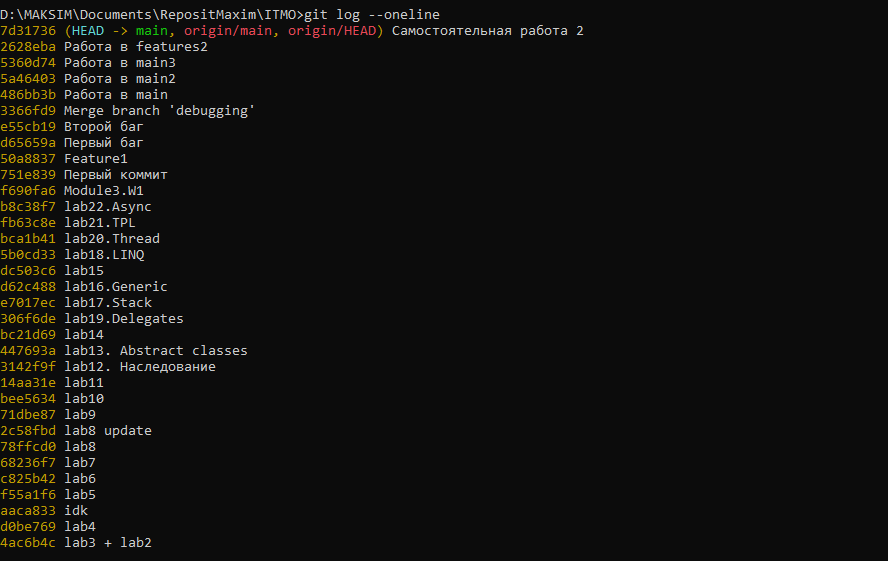 D:\MAKSIM\Documents\RepositMaxim\ITMO>git log --oneline
7d31736 (HEAD -> main, origin/main, origin/HEAD) Самостоятельная работа 2
2628eba Работа в features2
5360d74 Работа в main3
5a46403 Работа в main2
486bb3b Работа в main
3366fd9 Merge branch 'debugging'
e55cb19 Второй баг
d65659a Первый баг
50a8837 Feature1
751e839 Первый коммит
f690fa6 Module3.W1
b8c38f7 lab22.Async
fb63c8e lab21.TPL
bca1b41 lab20.Thread
5b0cd33 lab18.LINQ
dc503c6 lab15
d62c488 lab16.Generic
e7017ec lab17.Stack
306f6de lab19.Delegates
bc21d69 lab14
447693a lab13. Abstract classes
3142f9f lab12. Наследование
14aa31e lab11
bee5634 lab10
71dbe87 lab9
2c58fbd lab8 update
78ffcd0 lab8
68236f7 lab7
c825b42 lab6
f55a1f6 lab5
aaca833 idk
d0be769 lab4
4ac6b4c lab3 + lab2